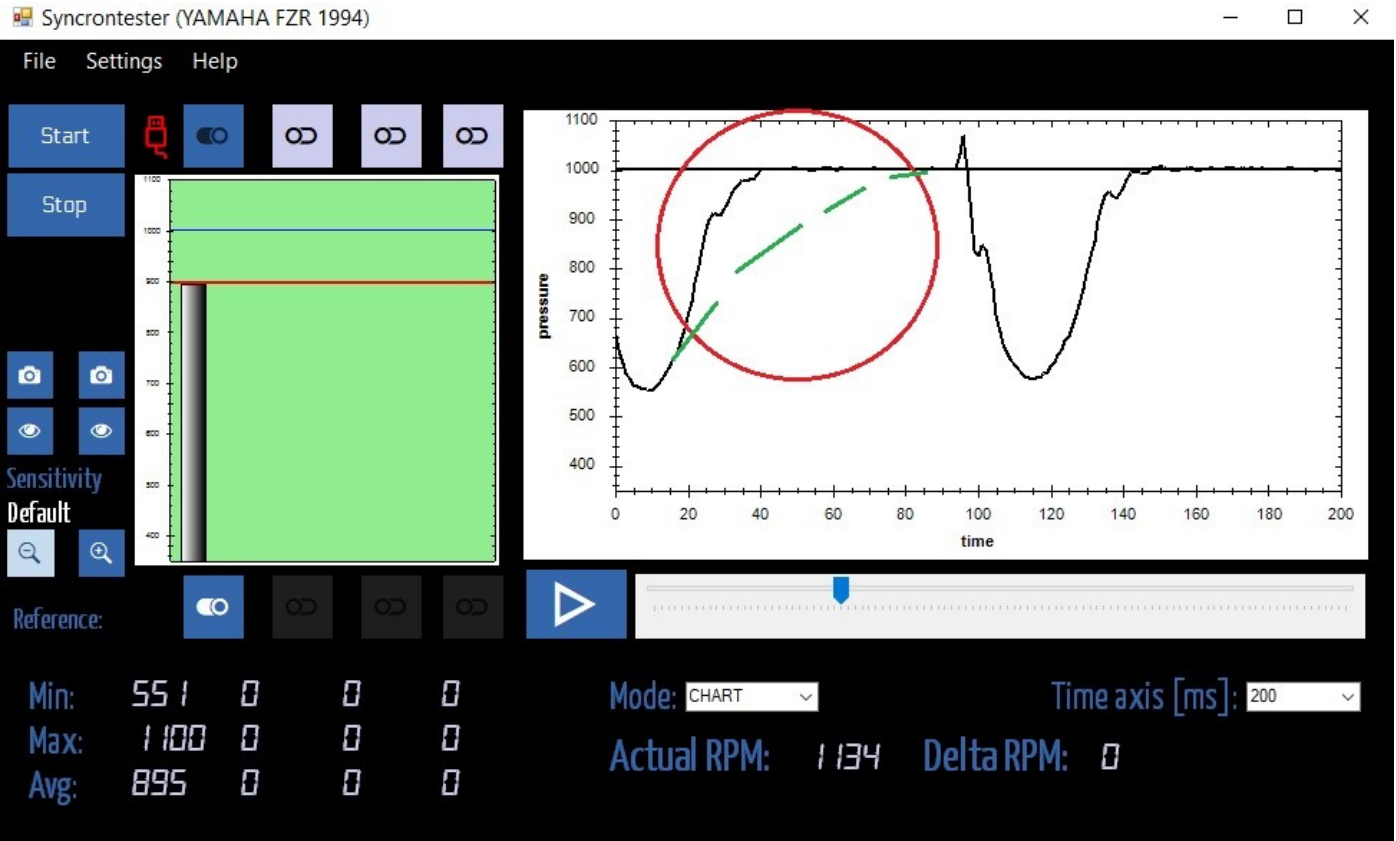 Syncrontester (YAMAHA FZR 1994)
File Settings Help
Start
Stop
1100
1000
900
800
700
600
500
400
Sensitivity
Default
Reference:
1100
1000
900
800
700
600
500
400
pressure
0 20 40 60 80 100 120 140 160 180 200
time
Min: 551 0 0 0
Max: 1100 0 0 0
Avg: 895 0 0 0
Mode: CHART
Time axis [ms]: 200
Actual RPM: 1134 Delta RPM: 0